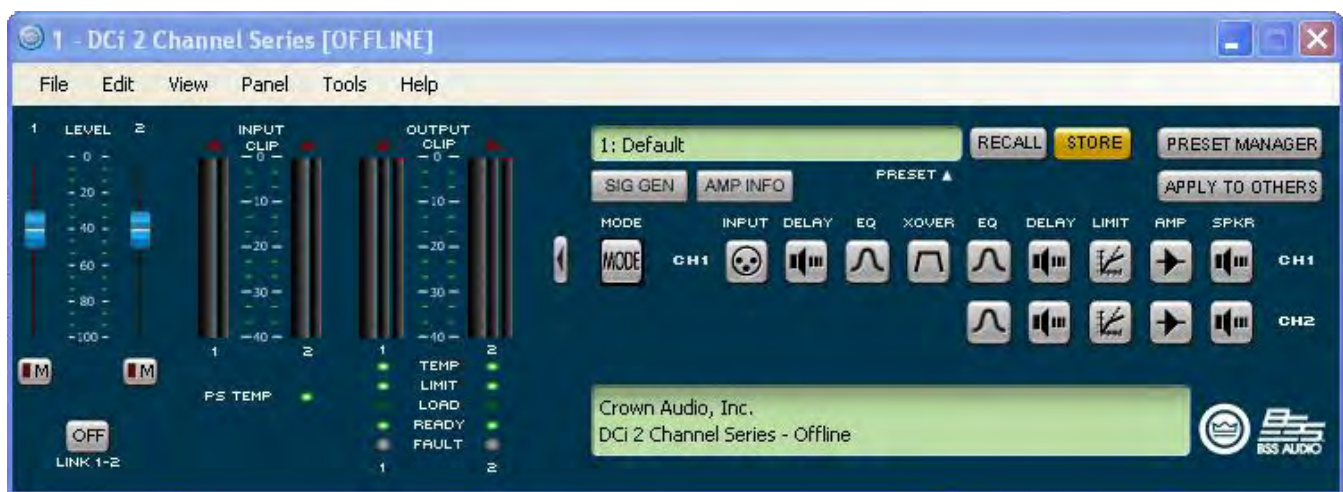 1 - DCi 2 Channel Series [OFFLINE]
File Edit View Panel Tools Help
1 LEVEL 2
- 0 -
- 20 -
- 40 -
- 60 -
- 80 -
-100-
M M
OFF
LINK 1-2
INPUT
CLIP
-0-
-10-
-20-
-30-
-40-
1 2
PS TEMP
OUTPUT
CLIP
-0-
-10-
-20-
-30-
-40-
1 2
TEMP
LIMIT
LOAD
READY
FAULT
1 2
1: Default
RECALL STORE PRESET MANAGER
SIG GEN AMP INFO PRESET ▲ APPLY TO OTHERS
MODE INPUT DELAY EQ XOVER EQ DELAY LIMIT AMP SPKR
MODE CH1 CH1
CH2
Crown Audio, Inc.
DCi 2 Channel Series - Offline
BSS
BSS AUDIO